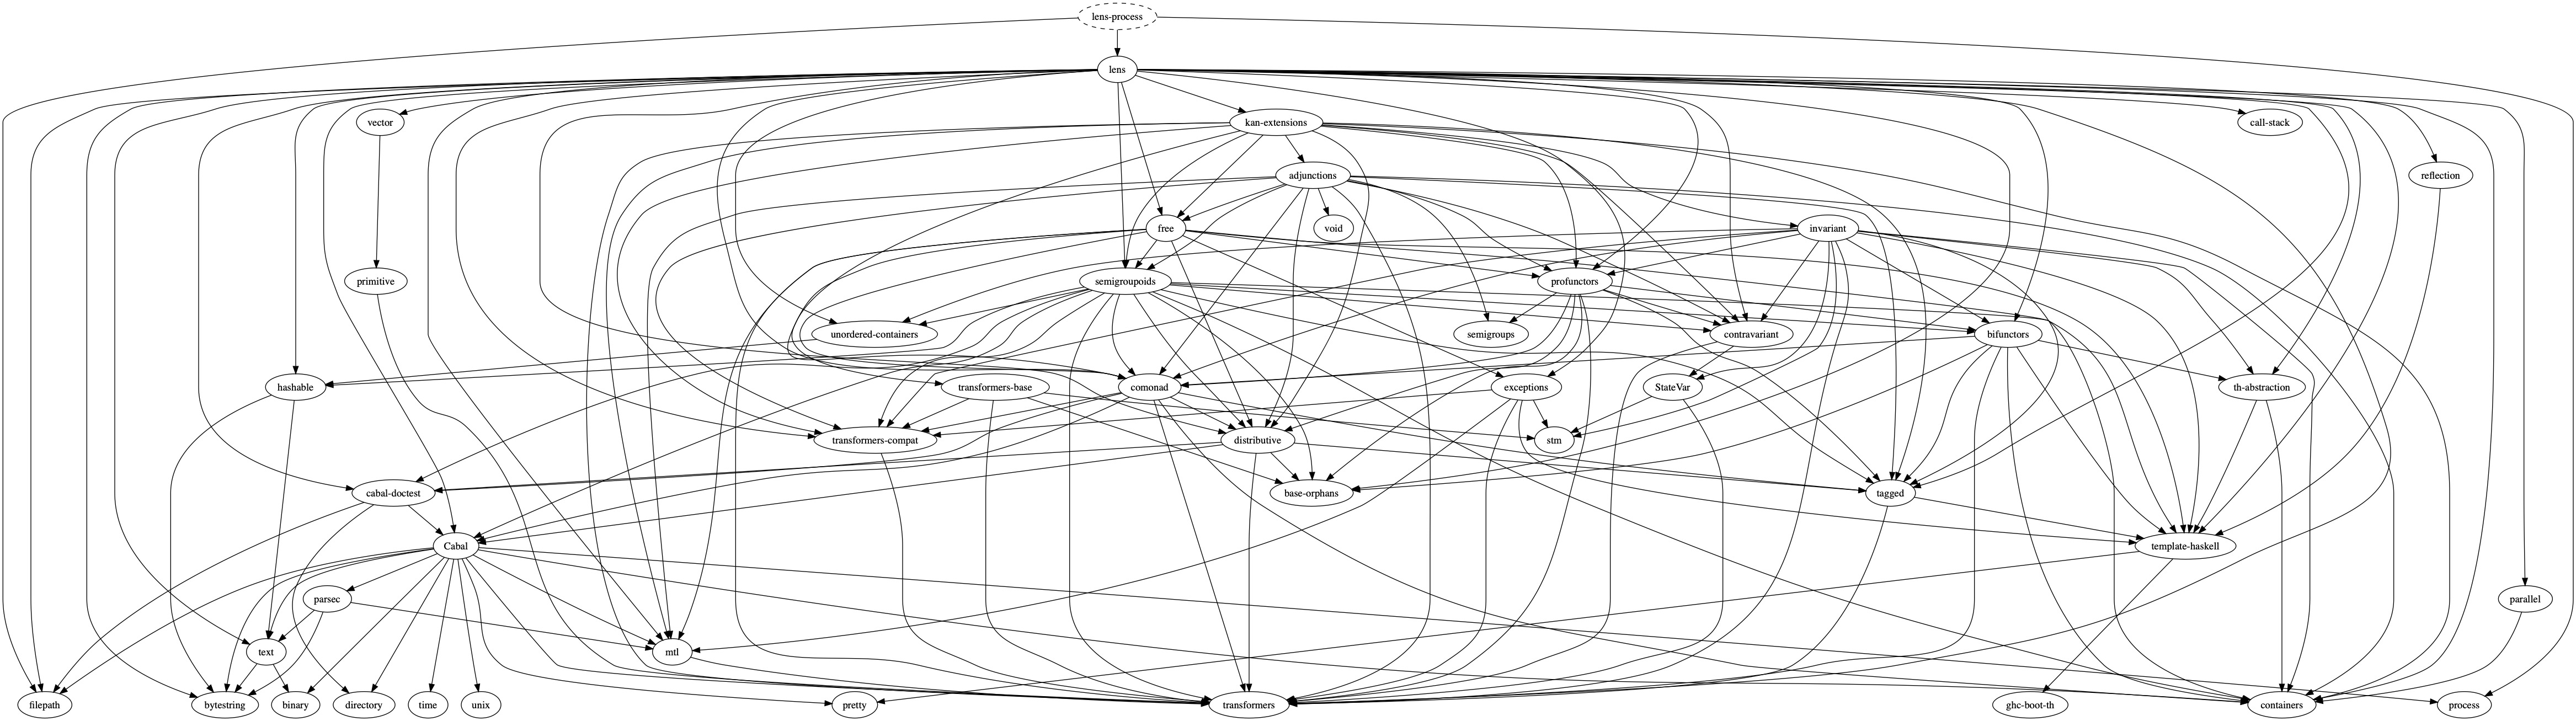 lens-process
lens
vector
kan-extensions
call-stack
adjunctions
reflection
free
void
invariant
primitive
semigroupoids
profunctors
unordered-containers
semigroups
contravariant
bifunctors
hashable
transformers-base
comonad
exceptions
StateVar
th-abstraction
transformers-compat
distributive
stm
cabal-doctest
base-orphans
tagged
Cabal
template-haskell
parsec
parallel
text
mtl
filepath
bytestring
binary
directory
time
unix
pretty
transformers
ghc-boot-th
containers
process